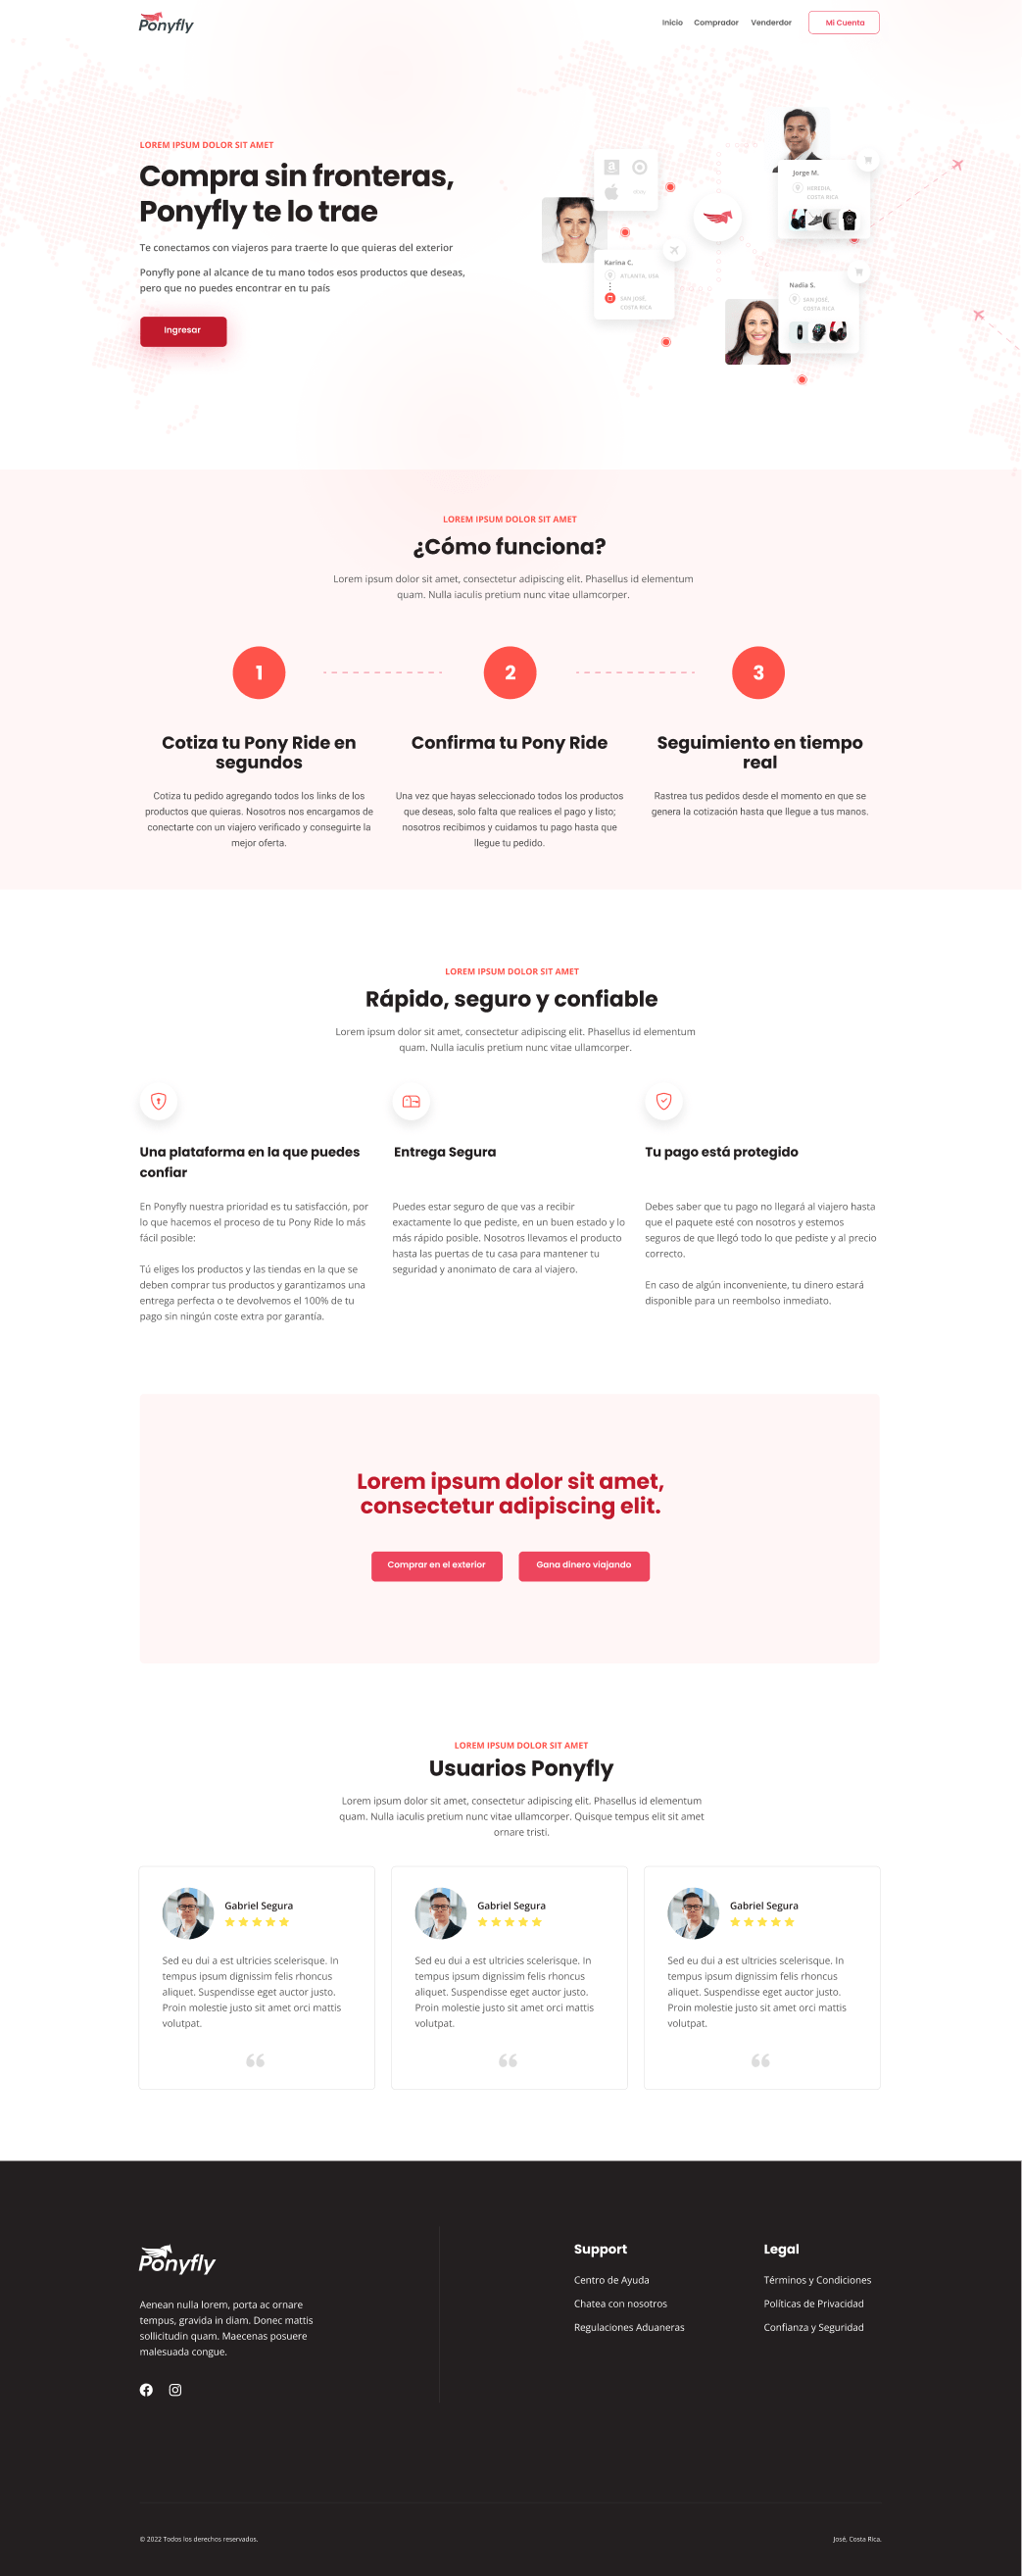 Ponyfly
Inicio Comprador Venderdor Mi Cuenta
LOREM IPSUM DOLOR SIT AMET
Compra sin fronteras,
Ponyfly te lo trae
Te conectamos con viajeros para traerte lo que quieras del exterior
Ponyfly pone al alcance de tu mano todos esos productos que deseas,
pero que no puedes encontrar en tu país
Ingresar
Jorge M.
HEREDIA,
COSTA RICA
Karina C.
ATLANTA, USA
SAN JOSÉ,
COSTA RICA
Nadia S.
SAN JOSÉ,
COSTA RICA
LOREM IPSUM DOLOR SIT AMET
¿Cómo funciona?
Lorem ipsum dolor sit amet, consectetur adipiscing elit. Phasellus id elementum
quam. Nulla iaculis pretium nunc vitae ullamcorper.
1
2
3
Cotiza tu Pony Ride en
segundos
Cotiza tu pedido agregando todos los links de los
productos que quieras. Nosotros nos encargamos de
conectarte con un viajero verificado y conseguirte la
mejor oferta.
Confirma tu Pony Ride
Una vez que hayas seleccionado todos los productos
que deseas, solo falta que realices el pago y listo;
nosotros recibimos y cuidamos tu pago hasta que
llegue tu pedido.
Seguimiento en tiempo
real
Rastrea tus pedidos desde el momento en que se
genera la cotización hasta que llegue a tus manos.
LOREM IPSUM DOLOR SIT AMET
Rápido, seguro y confiable
Lorem ipsum dolor sit amet, consectetur adipiscing elit. Phasellus id elementum
quam. Nulla iaculis pretium nunc vitae ullamcorper.
Una plataforma en la que puedes
confiar
En Ponyfly nuestra prioridad es tu satisfacción, por
lo que hacemos el proceso de tu Pony Ride lo más
fácil posible:
Tú eliges los productos y las tiendas en la que se
deben comprar tus productos y garantizamos una
entrega perfecta o te devolvemos el 100% de tu
pago sin ningún coste extra por garantía.
Entrega Segura
Puedes estar seguro de que vas a recibir
exactamente lo que pediste, en un buen estado y lo
más rápido posible. Nosotros llevamos el producto
hasta las puertas de tu casa para mantener tu
seguridad y anonimato de cara al viajero.
Tu pago está protegido
Debes saber que tu pago no llegará al viajero hasta
que el paquete esté con nosotros y estemos
seguros de que llegó todo lo que pediste y al precio
correcto.
En caso de algún inconveniente, tu dinero estará
disponible para un reembolso inmediato.
Lorem ipsum dolor sit amet,
consectetur adipiscing elit.
Comprar en el exterior
Gana dinero viajando
LOREM IPSUM DOLOR SIT AMET
Usuarios Ponyfly
Lorem ipsum dolor sit amet, consectetur adipiscing elit. Phasellus id elementum
quam. Nulla iaculis pretium nunc vitae ullamcorper. Quisque tempus elit sit amet
ornare tristi.
Gabriel Segura
Sed eu dui a est ultricies scelerisque. In
tempus ipsum dignissim felis rhoncus
aliquet. Suspendisse eget auctor justo.
Proin molestie justo sit amet orci mattis
volutpat.
Gabriel Segura
Sed eu dui a est ultricies scelerisque. In
tempus ipsum dignissim felis rhoncus
aliquet. Suspendisse eget auctor justo.
Proin molestie justo sit amet orci mattis
volutpat.
Gabriel Segura
Sed eu dui a est ultricies scelerisque. In
tempus ipsum dignissim felis rhoncus
aliquet. Suspendisse eget auctor justo.
Proin molestie justo sit amet orci mattis
volutpat.
Ponyfly
Aenean nulla lorem, porta ac ornare
tempus, gravida in diam. Donec mattis
sollicitudin quam. Maecenas posuere
malesuada congue.
Support
Centro de Ayuda
Chatea con nosotros
Regulaciones Aduaneras
Legal
Términos y Condiciones
Políticas de Privacidad
Confianza y Seguridad
© 2022 Todos los derechos reservados.
José, Costa Rica.